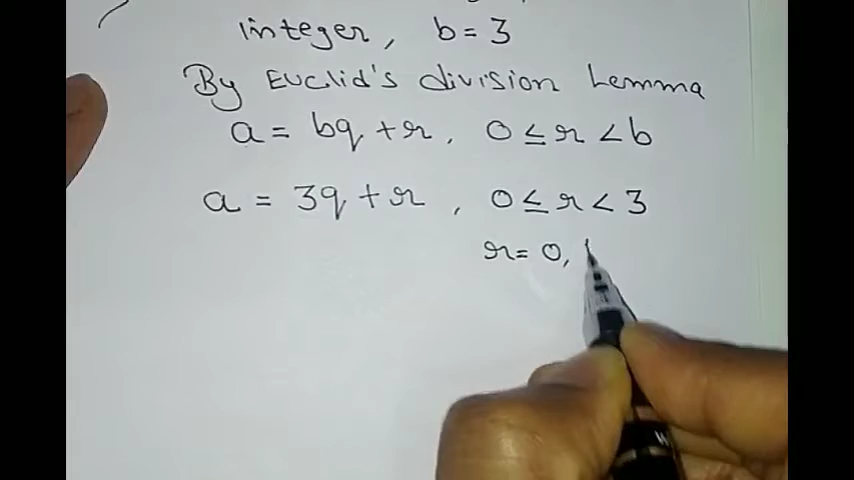 integer, b = 3
By Euclid's division Lemma
a = bq + r, 0 ≤ r < b
a = 3q + r, 0 ≤ r < 3
r = 0,